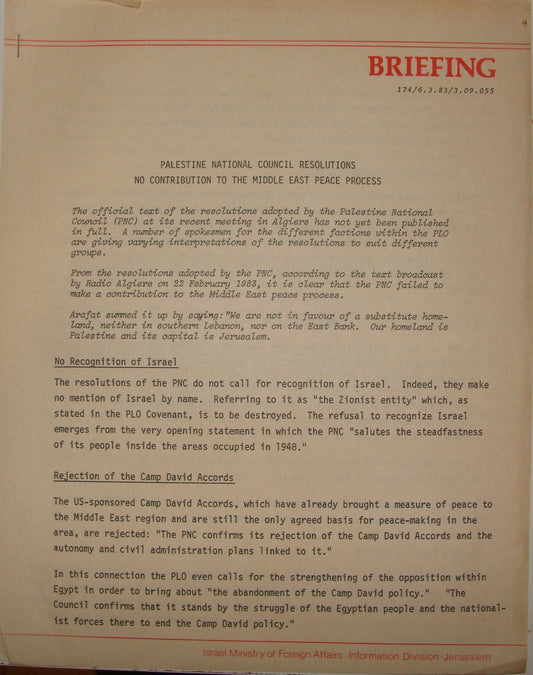 BRIEFING
174/6.3.83/3.09.055
PALESTINE NATIONAL COUNCIL RESOLUTIONS
NO CONTRIBUTION TO THE MIDDLE EAST PEACE PROCESS
The official text of the resolutions adopted by the Palestine National
Council (PNC) at its recent meeting in Algiers has not yet been published
in full. A number of spokesmen for the different factions within the PLO
are giving varying interpretations of the resolutions to suit different
groups.
From the resolutions adopted by the PNC, according to the text broadcast
by Radio Algiers on 22 February 1983, it is clear that the PNC failed to
make a contribution to the Middle East peace process.
Arafat summed it up by saying:"We are not in favour of a substitute home-
land, neither in southern Lebanon, nor on the East Bank. Our homeland is
Palestine and its capital is Jerusalem.
No Recognition of Israel
The resolutions of the PNC do not call for recognition of Israel. Indeed, they make
no mention of Israel by name. Referring to it as "the Zionist entity" which, as
stated in the PLO Covenant, is to be destroyed. The refusal to recognize Israel
emerges from the very opening statement in which the PNC "salutes the steadfastness
of its people inside the areas occupied in 1948."
Rejection of the Camp David Accords
The US-sponsored Camp David Accords, which have already brought a measure of peace to
the Middle East region and are still the only agreed basis for peace-making in the
area, are rejected: "The PNC confirms its rejection of the Camp David Accords and the
autonomy and civil administration plans linked to it."
In this connection the PLO even calls for the strengthening of the opposition within
Egypt in order to bring about "the abandonment of the Camp David policy." "The
Council confirms that it stands by the struggle of the Egyptian people and the national-
ist forces there to end the Camp David policy."
Israel Ministry of Foreign Affairs-Information Division-Jerusalem